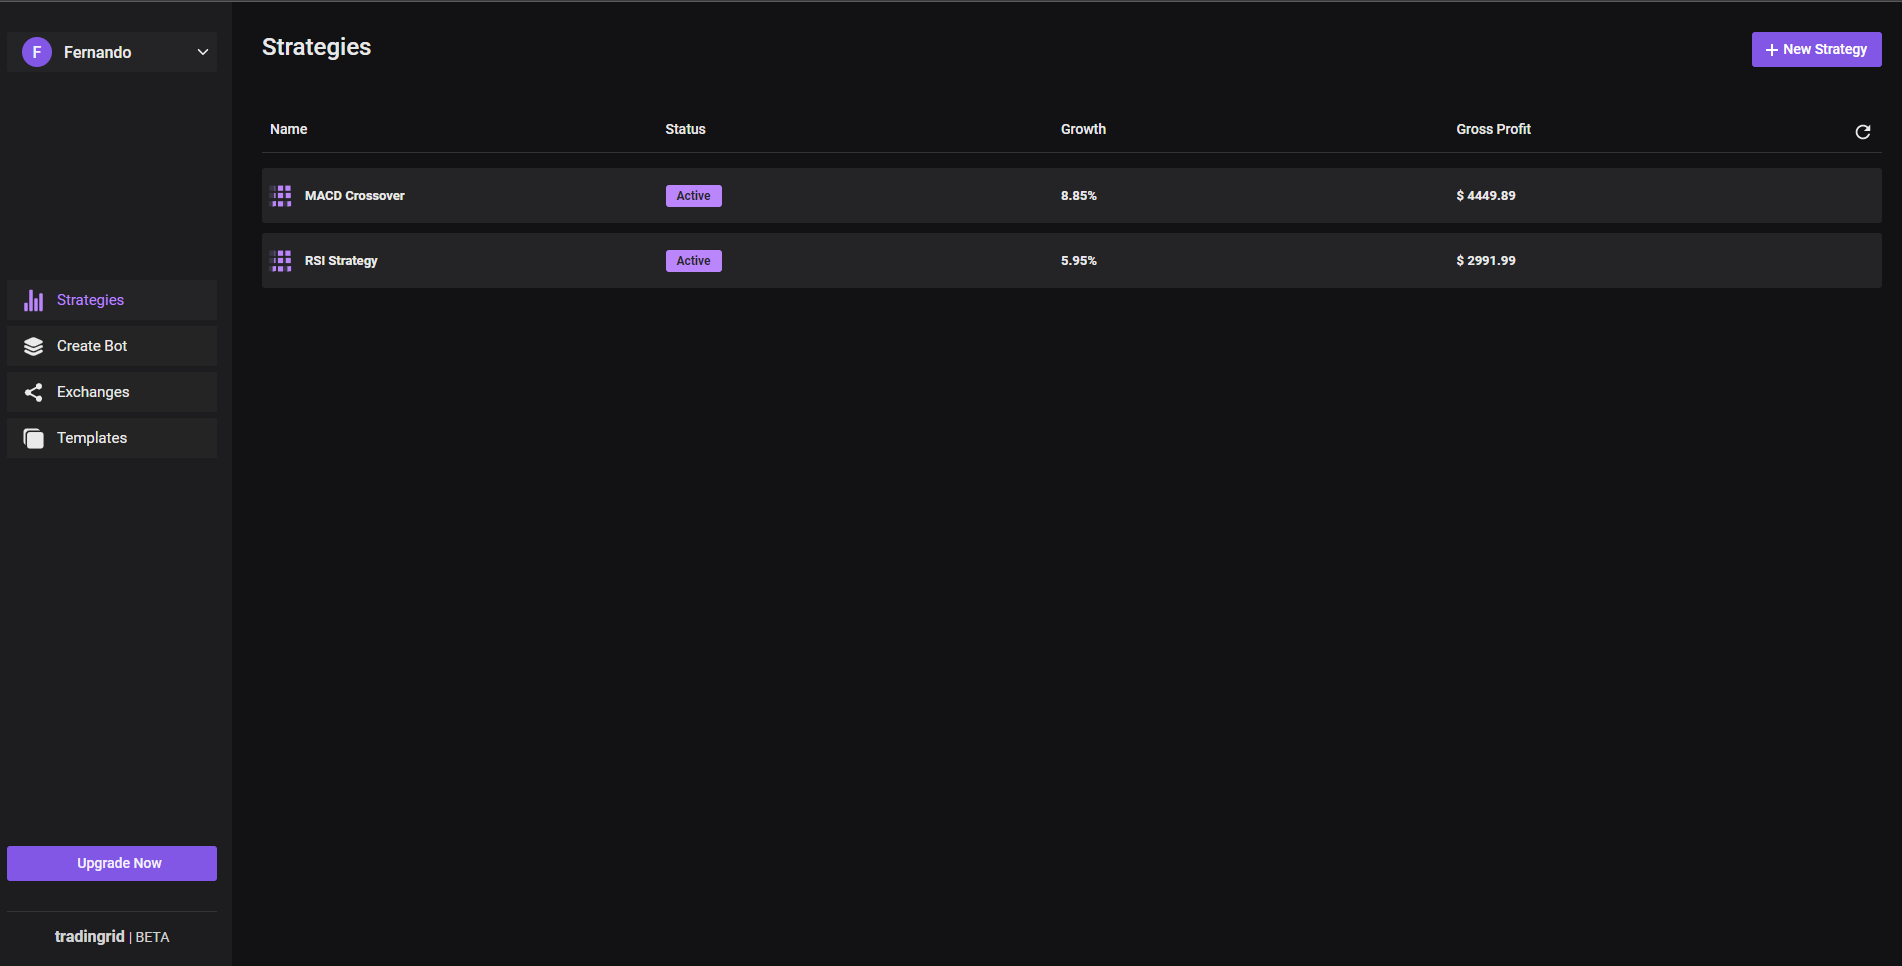 F Fernando
Strategies
Create Bot
Exchanges
Templates
Upgrade Now
tradingrid | BETA
Strategies
New Strategy
Name Status Growth Gross Profit
MACD Crossover Active 8.85% $ 4449.89
RSI Strategy Active 5.95% $ 2991.99